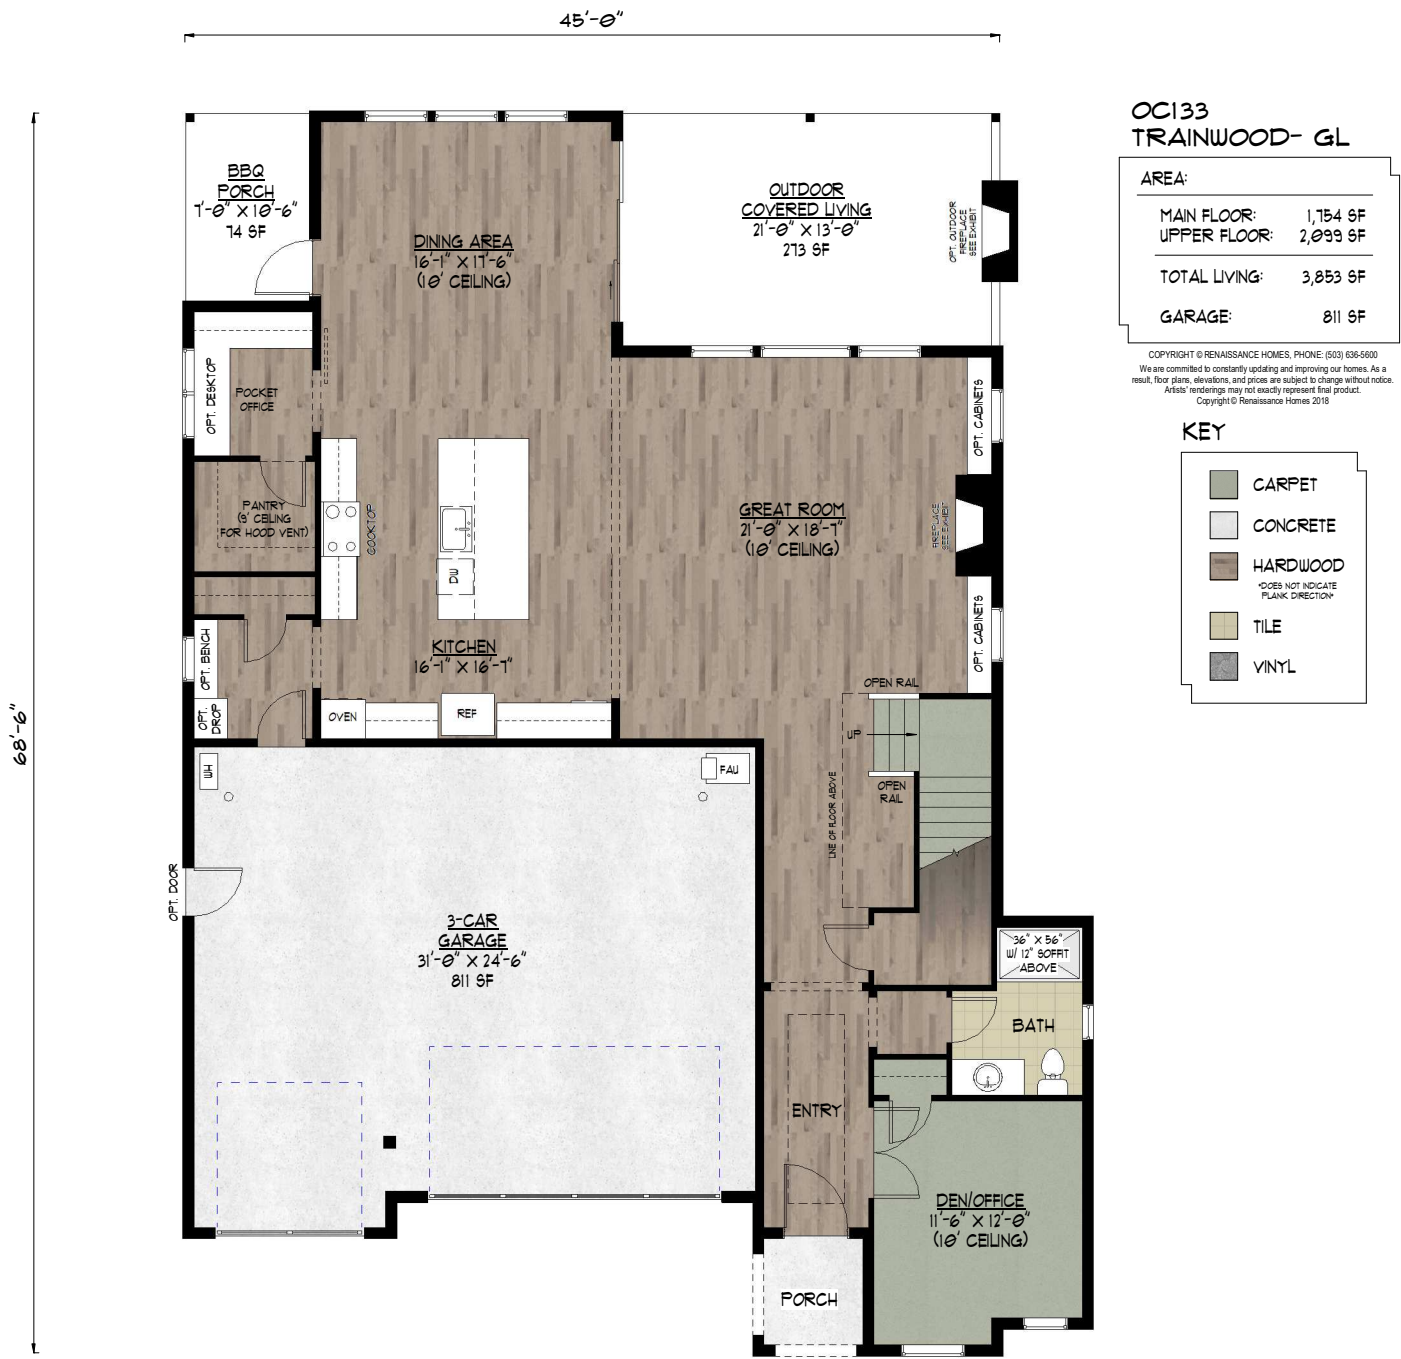 45'-0"
68'-6"
OC133
TRAINWOOD- GL
AREA:
MAIN FLOOR: 1,754 SF
UPPER FLOOR: 2,099 SF
TOTAL LIVING: 3,853 SF
GARAGE: 811 SF
COPYRIGHT © RENAISSANCE HOMES, PHONE: (503) 636-5600
We are committed to constantly updating and improving our homes. As a
result, floor plans, elevations, and prices are subject to change without notice.
Artists' renderings may not exactly represent final product.
Copyright © Renaissance Homes 2018
KEY
CARPET
CONCRETE
HARDWOOD
*DOES NOT INDICATE
PLANK DIRECTION*
TILE
VINYL
BBQ
PORCH
7'-0" X 10'-6"
74 SF
DINING AREA
16'-1" X 17'-6"
(10' CEILING)
OUTDOOR
COVERED LIVING
21'-0" X 13'-0"
273 SF
OPT. OUTDOOR
FIREPLACE
SEE EXHIBIT
OPT. DESKTOP
POCKET
OFFICE
PANTRY
(9' CEILING
FOR HOOD VENT)
COOKTOP
DW
GREAT ROOM
21'-0" X 18'-7"
(10' CEILING)
OPT. CABINETS
FIREPLACE
SEE EXHIBIT
OPT. CABINETS
OPT. BENCH
OPT.
DROP
KITCHEN
16'-1" X 16'-7"
OVEN
REF
OPEN RAIL
UP
OPEN
RAIL
LINE OF FLOOR ABOVE
WH
FAU
OPT. DOOR
3-CAR
GARAGE
31'-0" X 24'-6"
811 SF
36" X 56"
W/ 12" SOFFIT
ABOVE
BATH
ENTRY
DEN/OFFICE
11'-6" X 12'-0"
(10' CEILING)
PORCH